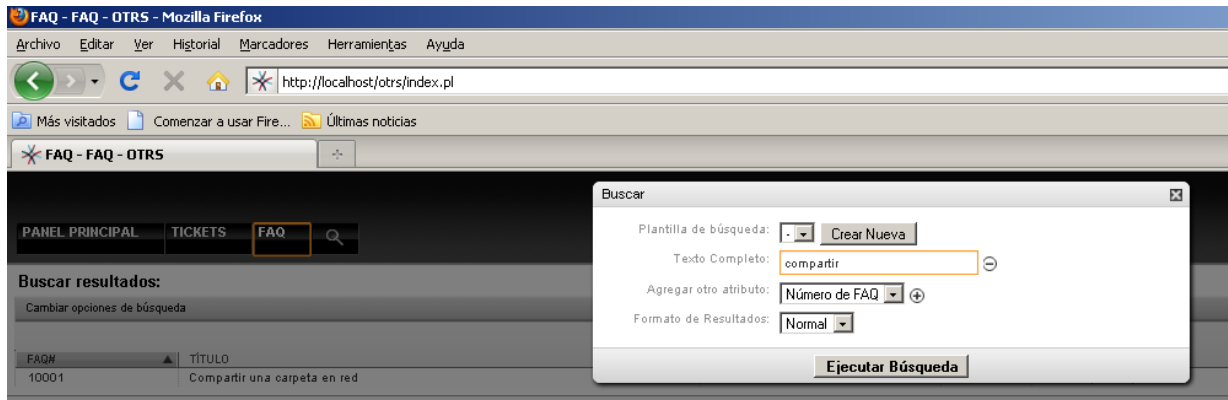 FAQ - FAQ - OTRS - Mozilla Firefox
Archivo Editar Ver Historial Marcadores Herramientas Ayuda
http://localhost/otrs/index.pl
Más visitados Comenzar a usar Fire... Últimas noticias
FAQ - FAQ - OTRS
PANEL PRINCIPAL TICKETS FAQ
Buscar resultados:
Cambiar opciones de búsqueda
FAQ# TÍTULO
10001 Compartir una carpeta en red
Buscar
Plantilla de búsqueda: - Crear Nueva
Texto Completo: compartir
Agregar otro atributo: Número de FAQ
Formato de Resultados: Normal
Ejecutar Búsqueda